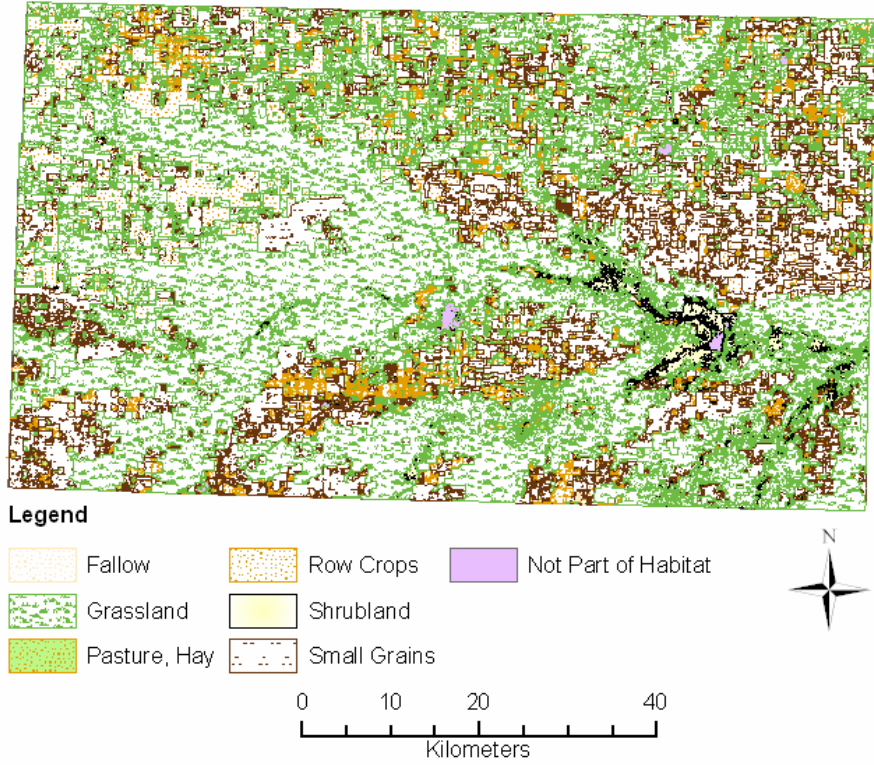 Legend
Fallow
Row Crops
Not Part of Habitat
Grassland
Shrubland
Pasture, Hay
Small Grains
N
0 10 20 40
Kilometers